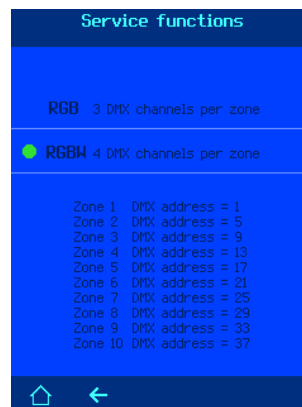 Service functions
RGB 3 DMX channels per zone
RGBW 4 DMX channels per zone
Zone 1 DMX address = 1
Zone 2 DMX address = 5
Zone 3 DMX address = 9
Zone 4 DMX address = 13
Zone 5 DMX address = 17
Zone 6 DMX address = 21
Zone 7 DMX address = 25
Zone 8 DMX address = 29
Zone 9 DMX address = 33
Zone 10 DMX address = 37